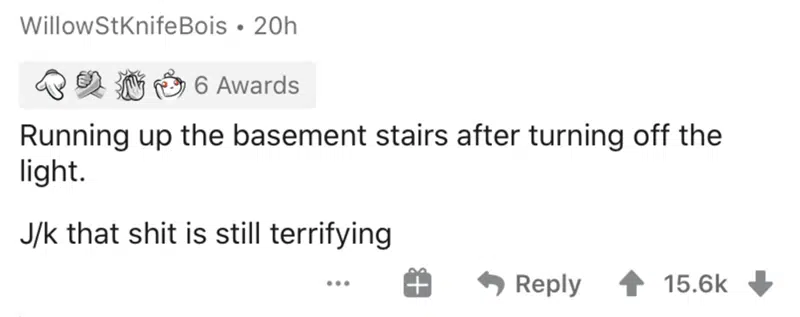 WillowStKnifeBois • 20h
6 Awards
Running up the basement stairs after turning off the
light.
J/k that shit is still terrifying
... Reply 15.6k